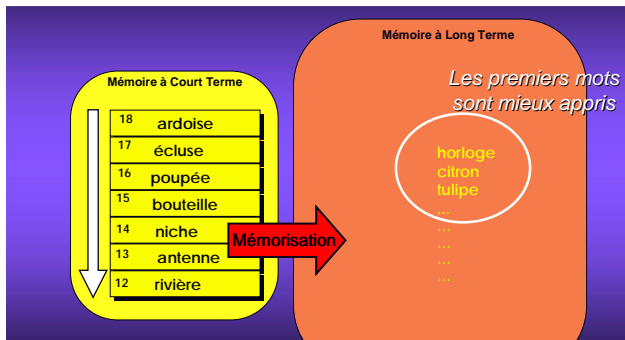 Mémoire à Long Terme
Mémoire à Court Terme
Les premiers mots
sont mieux appris
18 ardoise
17 écluse
16 poupée
15 bouteille
14 niche
13 antenne
12 rivière
Mémorisation
horloge
citron
tulipe
...
...
...
...
...